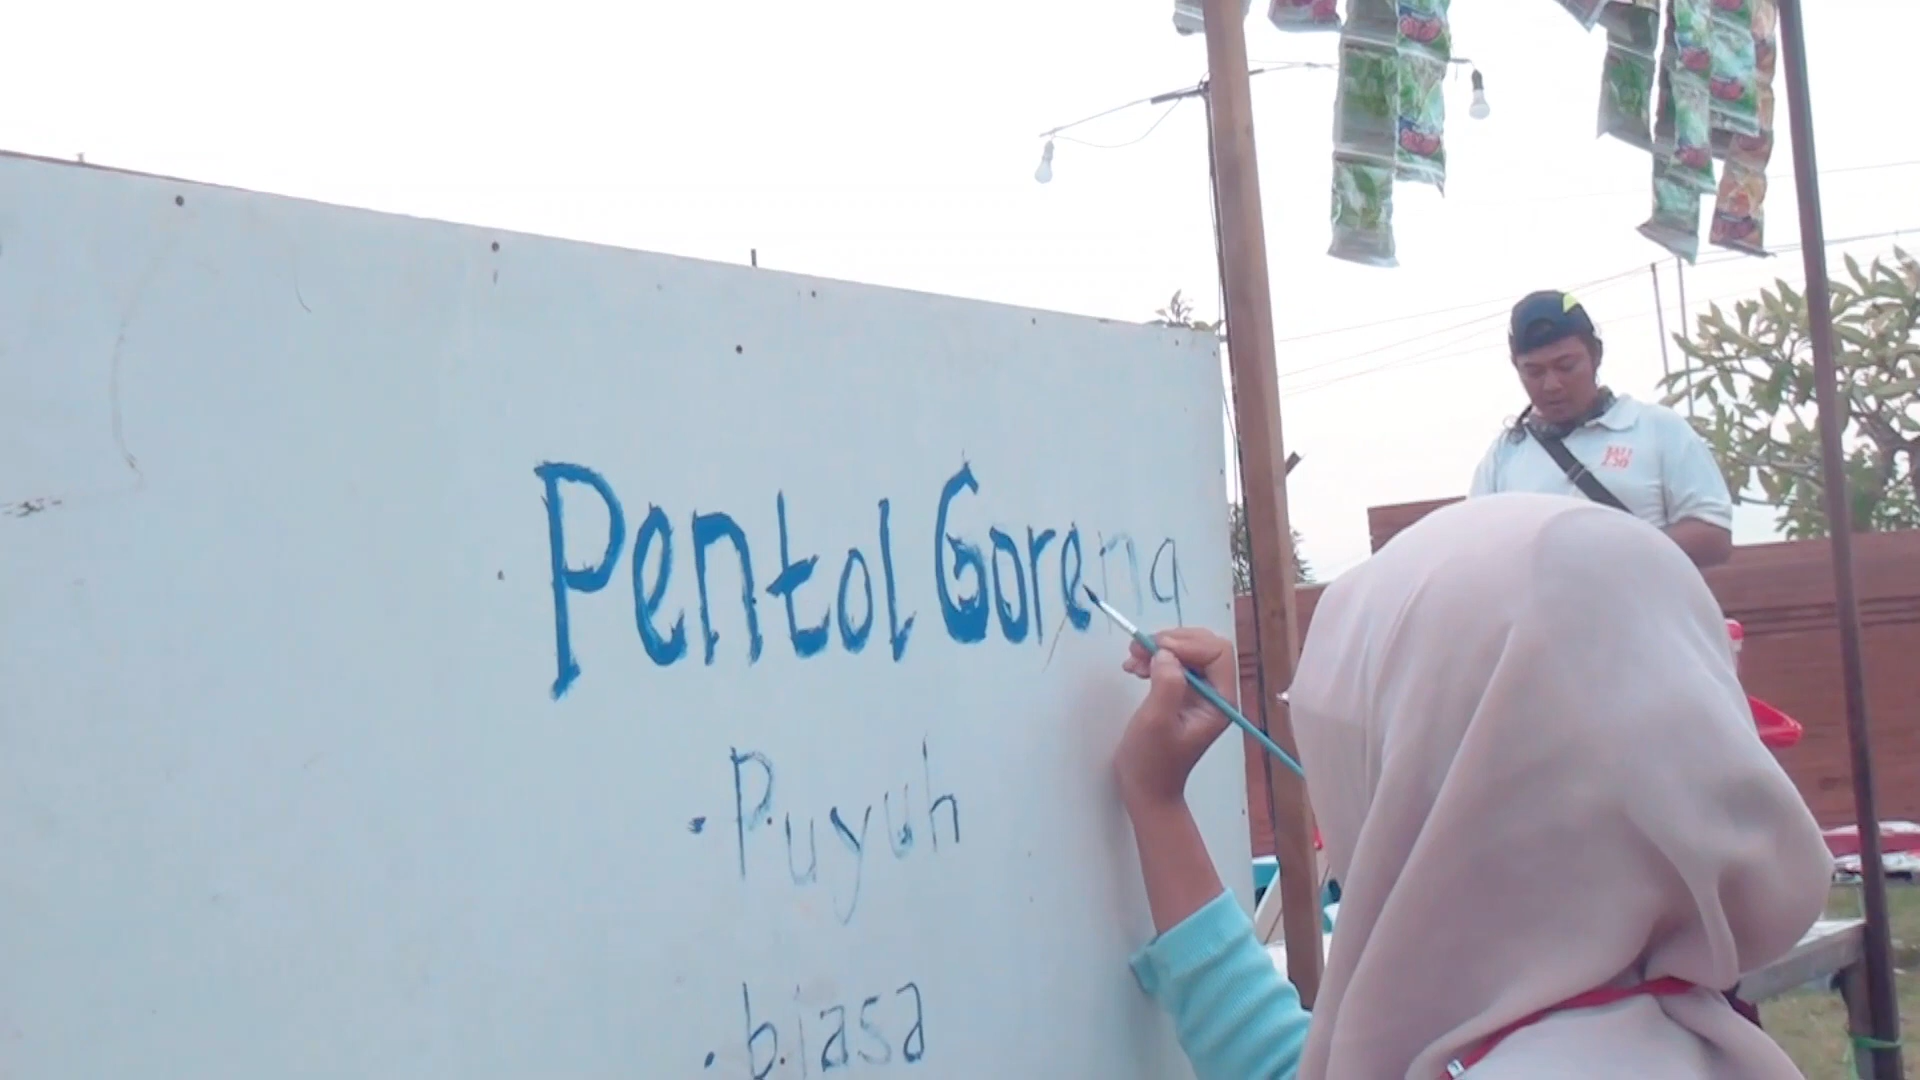 Pentol Goreng
• Puyuh
• biasa